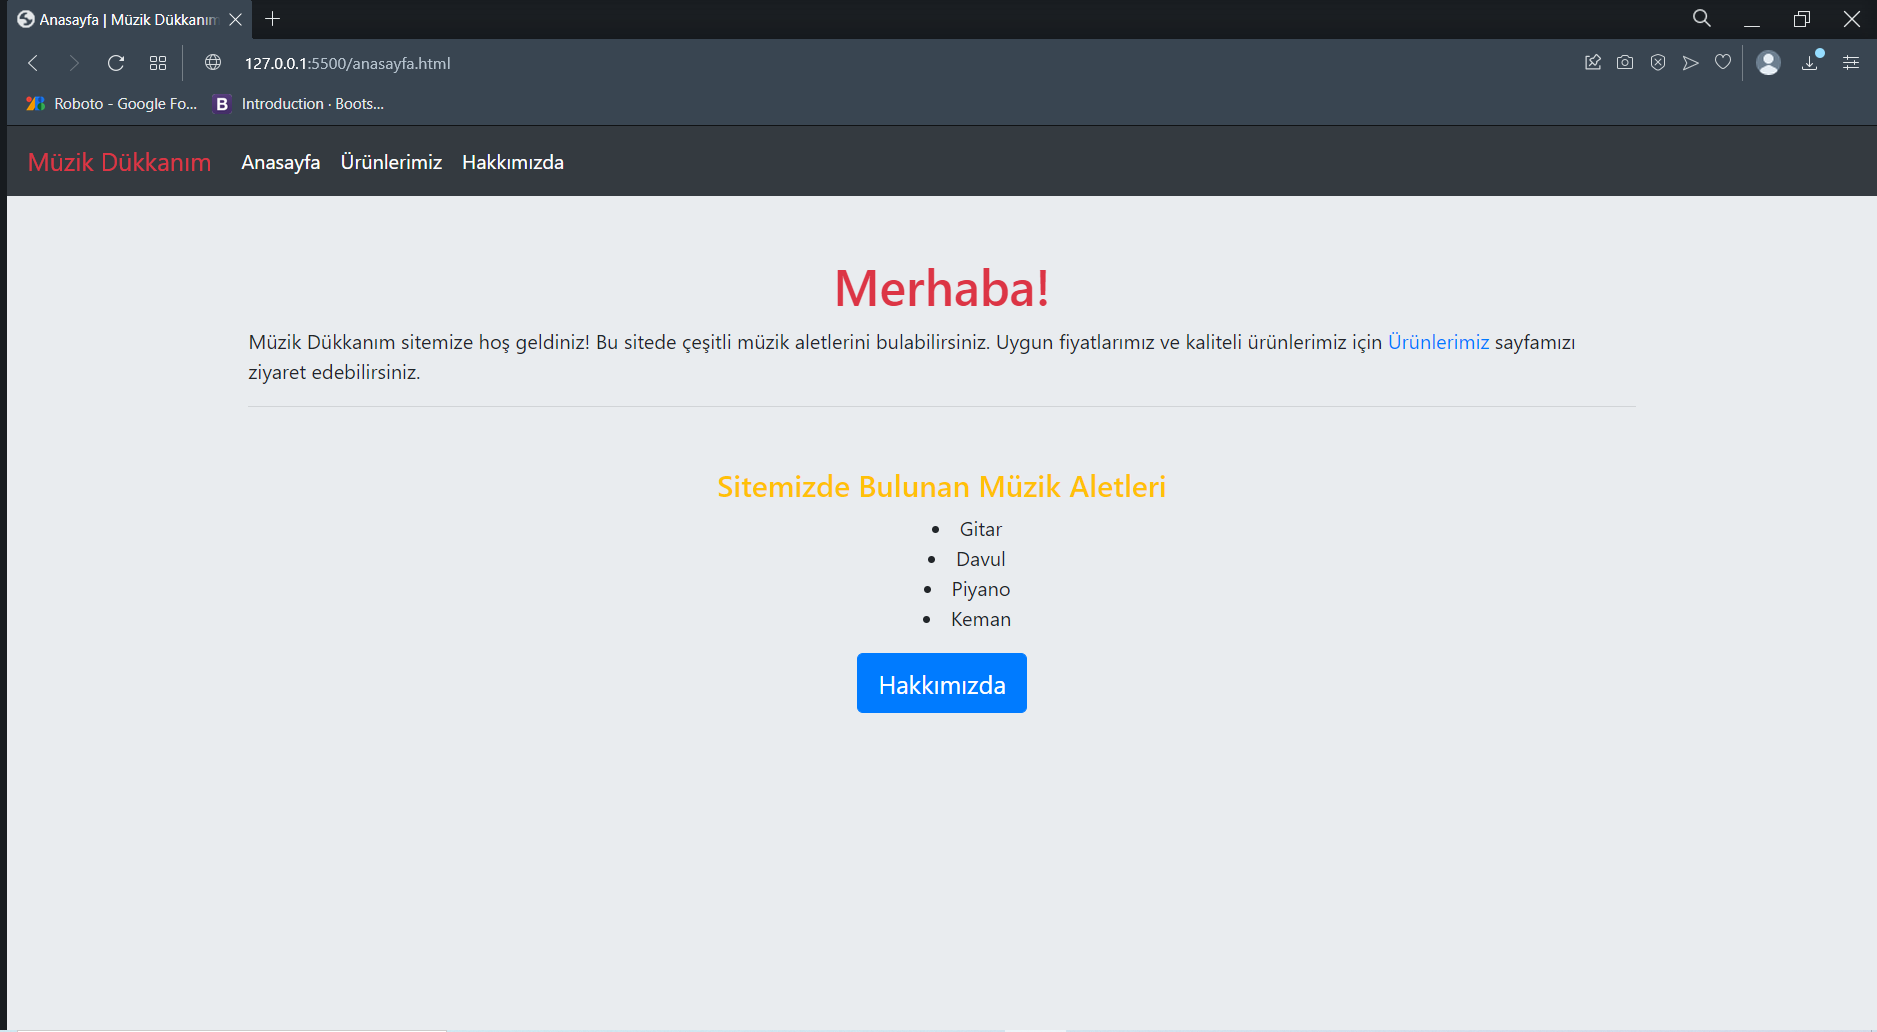 Anasayfa | Müzik Dükkanım
127.0.0.1:5500/anasayfa.html
Roboto - Google Fo...
B Introduction · Boots...
Müzik Dükkanım Anasayfa Ürünlerimiz Hakkımızda
Merhaba!
Müzik Dükkanım sitemize hoş geldiniz! Bu sitede çeşitli müzik aletlerini bulabilirsiniz. Uygun fiyatlarımız ve kaliteli ürünlerimiz için Ürünlerimiz sayfamızı
ziyaret edebilirsiniz.
Sitemizde Bulunan Müzik Aletleri
• Gitar
• Davul
• Piyano
• Keman
Hakkımızda